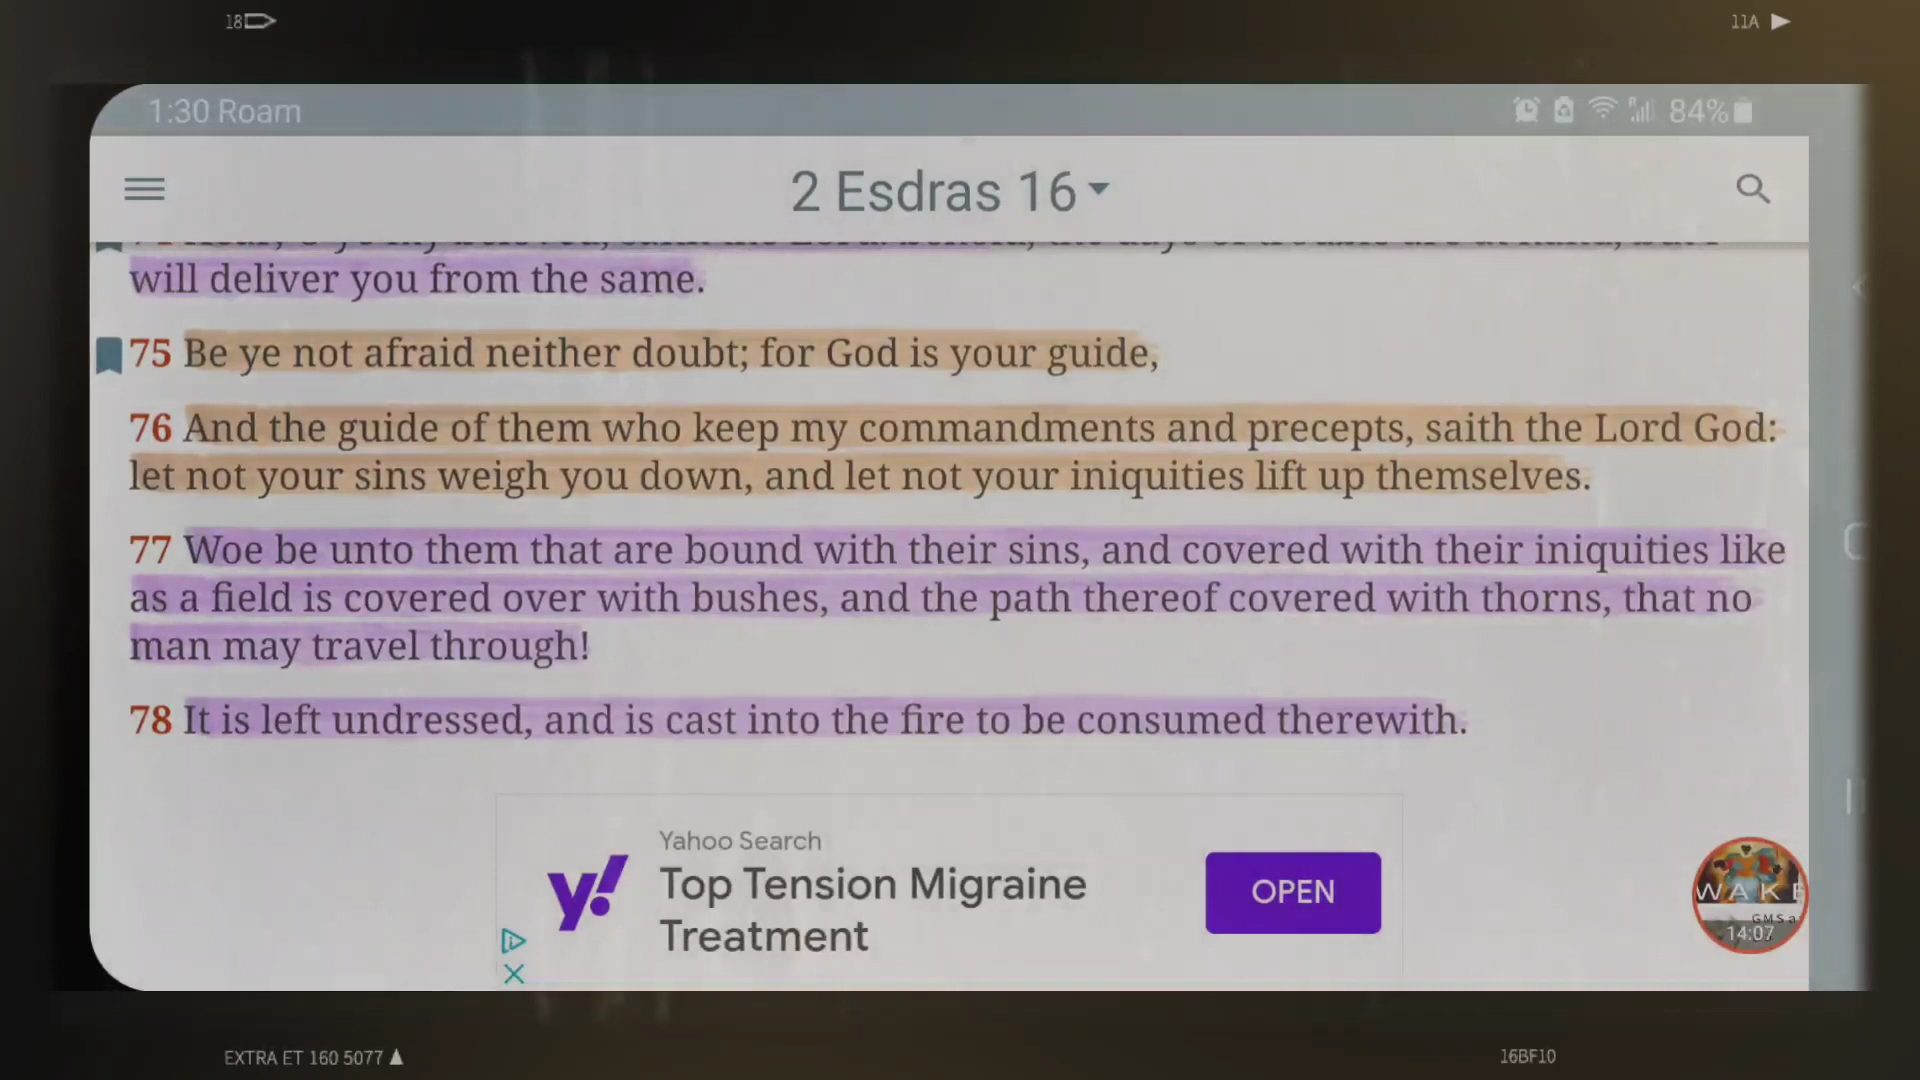 18
11A
1:30 Roam
84%
2 Esdras 16
will deliver you from the same.
75 Be ye not afraid neither doubt; for God is your guide,
76 And the guide of them who keep my commandments and precepts, saith the Lord God:
let not your sins weigh you down, and let not your iniquities lift up themselves.
77 Woe be unto them that are bound with their sins, and covered with their iniquities like
as a field is covered over with bushes, and the path thereof covered with thorns, that no
man may travel through!
78 It is left undressed, and is cast into the fire to be consumed therewith.
Yahoo Search
y!
Top Tension Migraine
Treatment
OPEN
WAKE
GMS a
14:07
EXTRA ET 160 5077
16BF10